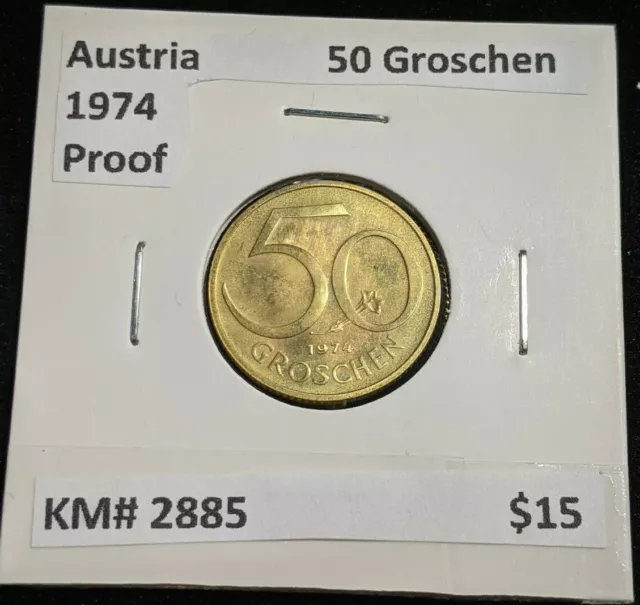 Austria 50 Groschen
1974
Proof
50
1974
GROSCHEN
KM# 2885 $15